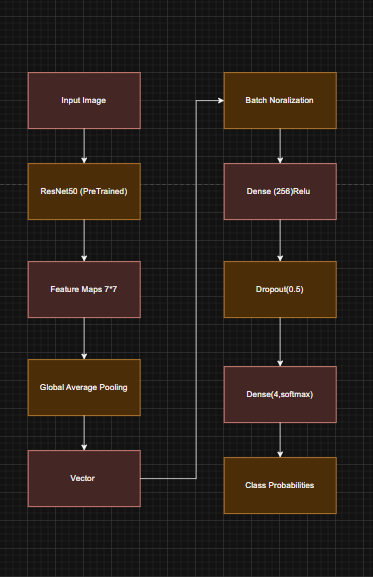 Input Image
ResNet50 (PreTrained)
Feature Maps 7*7
Global Average Pooling
Vector
Batch Noralization
Dense (256)Relu
Dropout(0.5)
Dense(4,softmax)
Class Probabilities